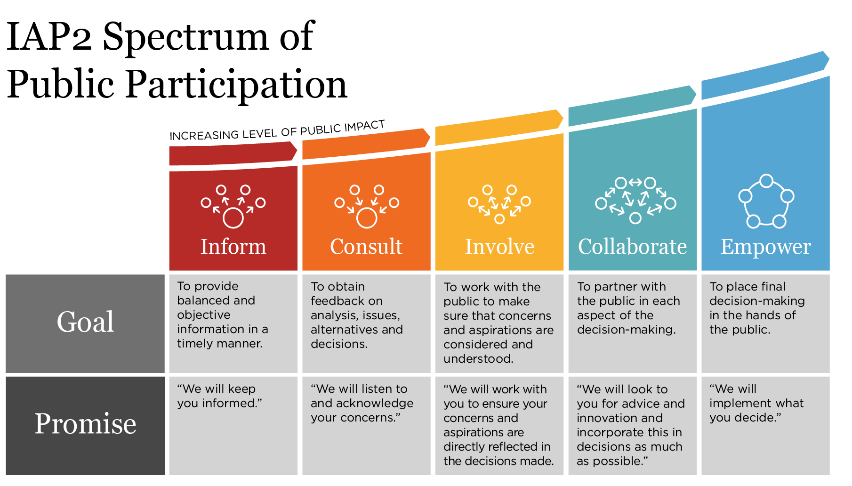 IAP2 Spectrum of
Public Participation
INCREASING LEVEL OF PUBLIC IMPACT
Inform
Consult
Involve
Collaborate
Empower
Goal
To provide
balanced and
objective
information in a
timely manner.
To obtain
feedback on
analysis, issues,
alternatives and
decisions.
To work with the
public to make
sure that concerns
and aspirations are
considered and
understood.
To partner with
the public in each
aspect of the
decision-making.
To place final
decision-making
in the hands of
the public.
Promise
“We will keep
you informed.”
“We will listen to
and acknowledge
your concerns.”
“We will work with
you to ensure your
concerns and
aspirations are
directly reflected in
the decisions made.
“We will look to
you for advice and
innovation and
incorporate this in
decisions as much
as possible.”
“We will
implement what
you decide.”